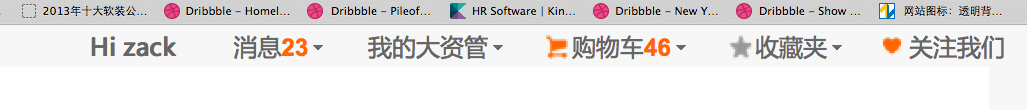 2013年十大软装公... Dribbble - Homel... Dribbble - Pileof... HR Software | Kin... Dribbble - New Y... Dribbble - Show ... 网站图标：透明背...
Hi zack 消息23 我的大资管 购物车46 收藏夹 关注我们